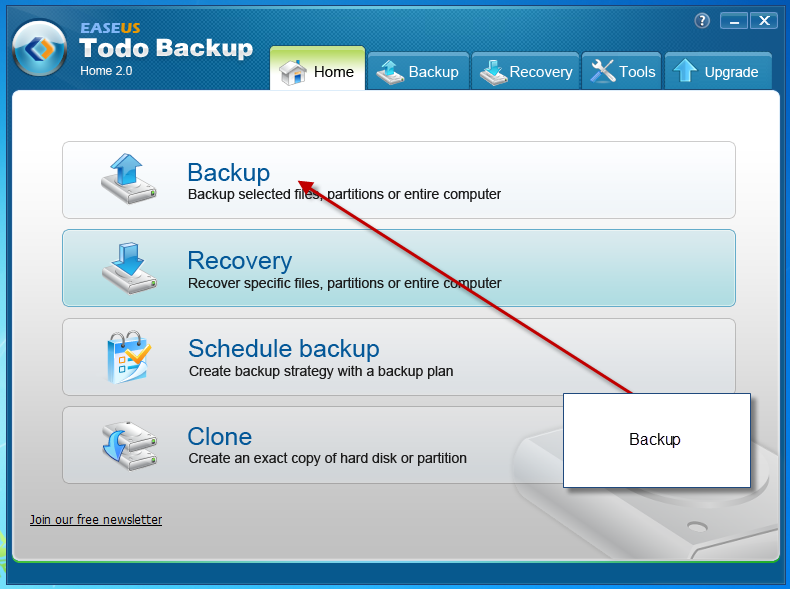 EASEUS
Todo Backup
Home 2.0
?
Home
Backup
Recovery
Tools
Upgrade
Backup
Backup selected files, partitions or entire computer
Recovery
Recover specific files, partitions or entire computer
Schedule backup
Create backup strategy with a backup plan
Clone
Create an exact copy of hard disk or partition
Backup
Join our free newsletter